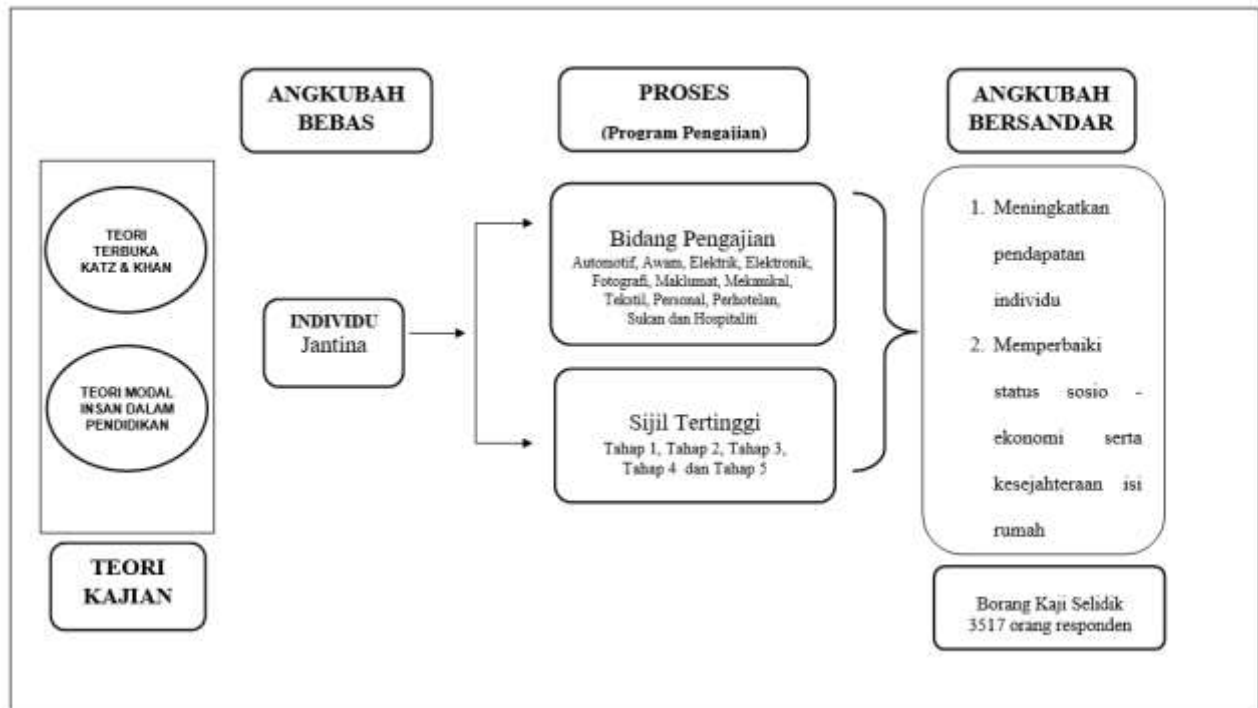 ANGKUBAH
BEBAS
PROSES
(Program Pengajian)
ANGKUBAH
BERSANDAR
TEORI
TERBUKA
KATZ & KHAN
TEORI MODAL
INSAN DALAM
PENDIDIKAN
TEORI
KAJIAN
INDIVIDU
Jantina
Bidang Pengajian
Automotif, Awam, Elektrik, Elektronik,
Fotografi, Maklumat, Mekanikal,
Tekstil, Personal, Perhotelan,
Sukan dan Hospitaliti
Sijil Tertinggi
Tahap 1, Tahap 2, Tahap 3,
Tahap 4 dan Tahap 5
1. Meningkatkan
pendapatan
individu
2. Memperbaiki
status sosio -
ekonomi serta
kesejahteraan isi
rumah
Borang Kaji Selidik
3517 orang responden